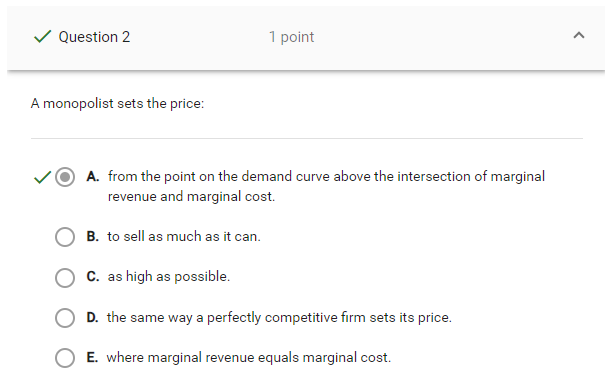 Question 2 1 point
A monopolist sets the price:
A. from the point on the demand curve above the intersection of marginal
revenue and marginal cost.
B. to sell as much as it can.
C. as high as possible.
D. the same way a perfectly competitive firm sets its price.
E. where marginal revenue equals marginal cost.